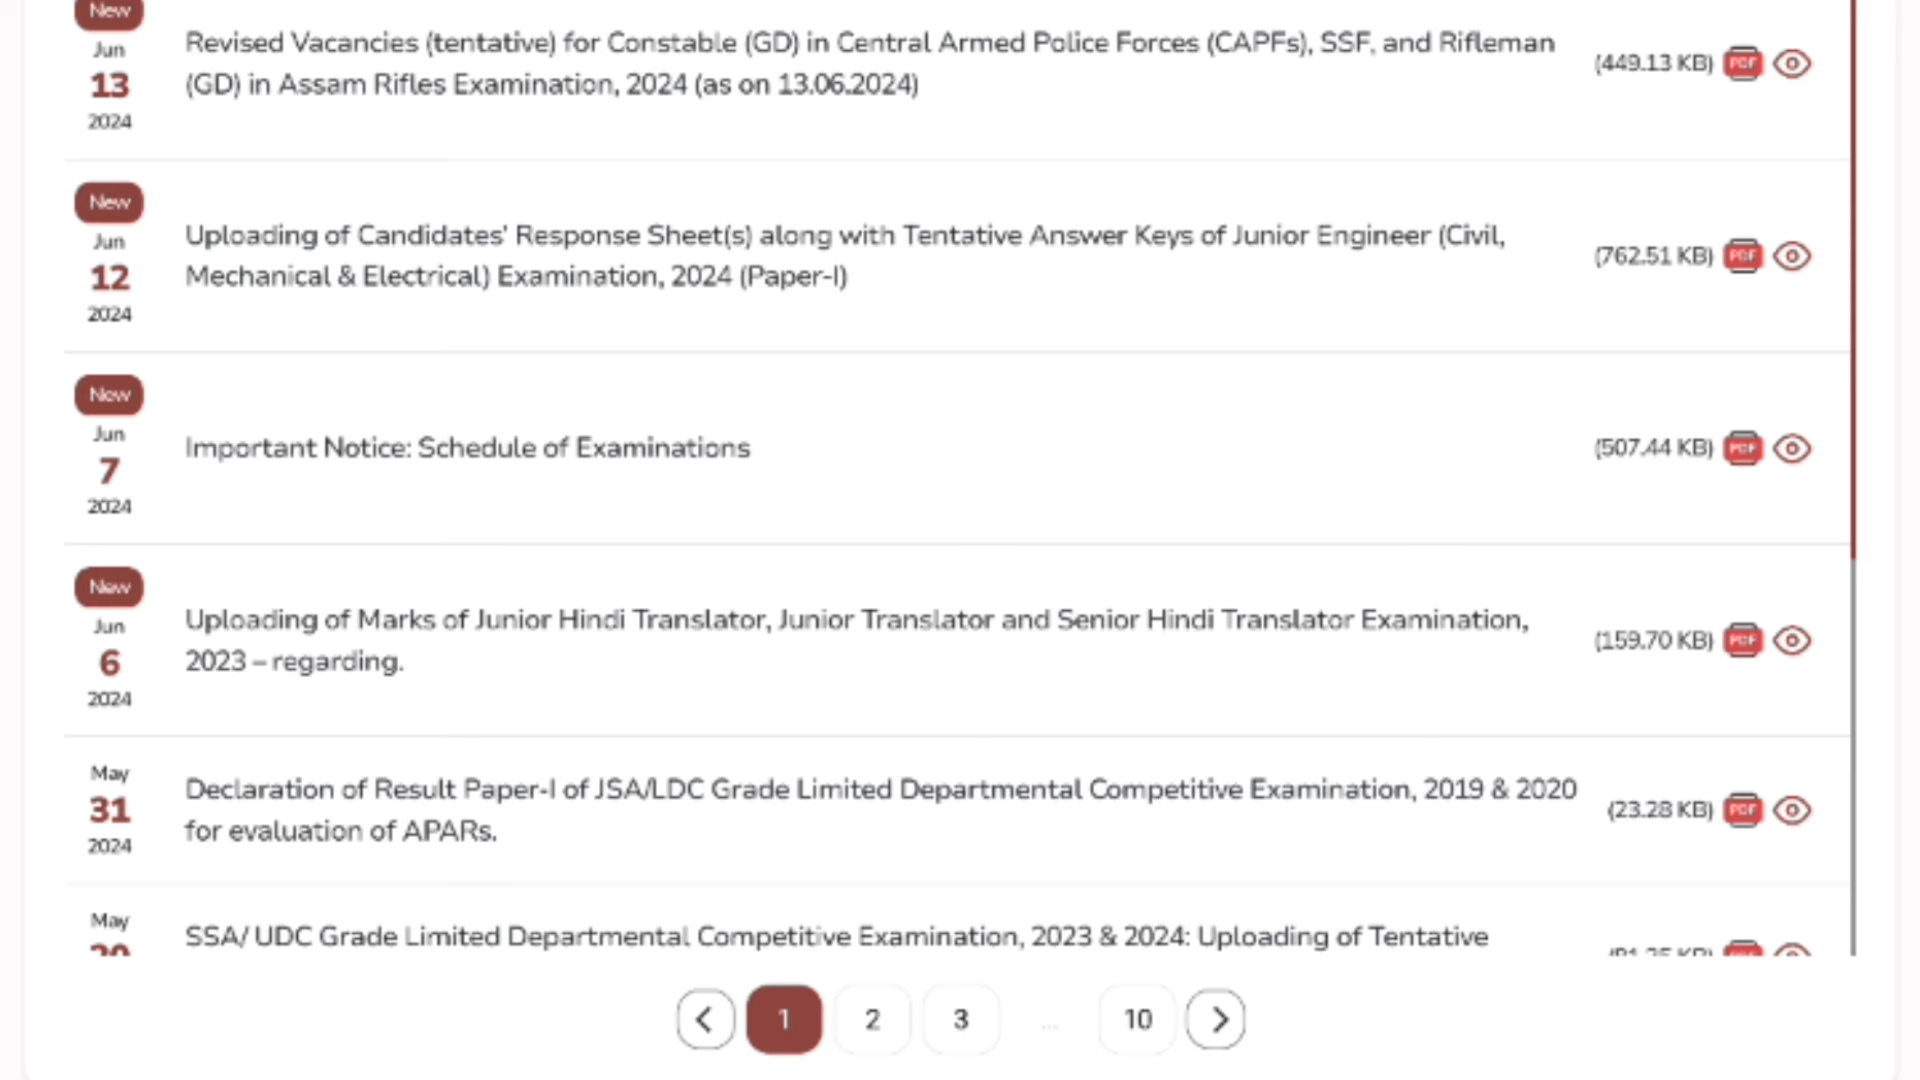 New
Jun
13
2024
Revised Vacancies (tentative) for Constable (GD) in Central Armed Police Forces (CAPFs), SSF, and Rifleman
(GD) in Assam Rifles Examination, 2024 (as on 13.06.2024)
(449.13 KB) PDF
New
Jun
12
2024
Uploading of Candidates' Response Sheet(s) along with Tentative Answer Keys of Junior Engineer (Civil,
Mechanical & Electrical) Examination, 2024 (Paper-I)
(762.51 KB) PDF
New
Jun
7
2024
Important Notice: Schedule of Examinations
(507.44 KB) PDF
New
Jun
6
2024
Uploading of Marks of Junior Hindi Translator, Junior Translator and Senior Hindi Translator Examination,
2023 – regarding.
(159.70 KB) PDF
May
31
2024
Declaration of Result Paper-I of JSA/LDC Grade Limited Departmental Competitive Examination, 2019 & 2020
for evaluation of APARs.
(23.28 KB) PDF
May
SSA/ UDC Grade Limited Departmental Competitive Examination, 2023 & 2024: Uploading of Tentative
1 2 3 ... 10